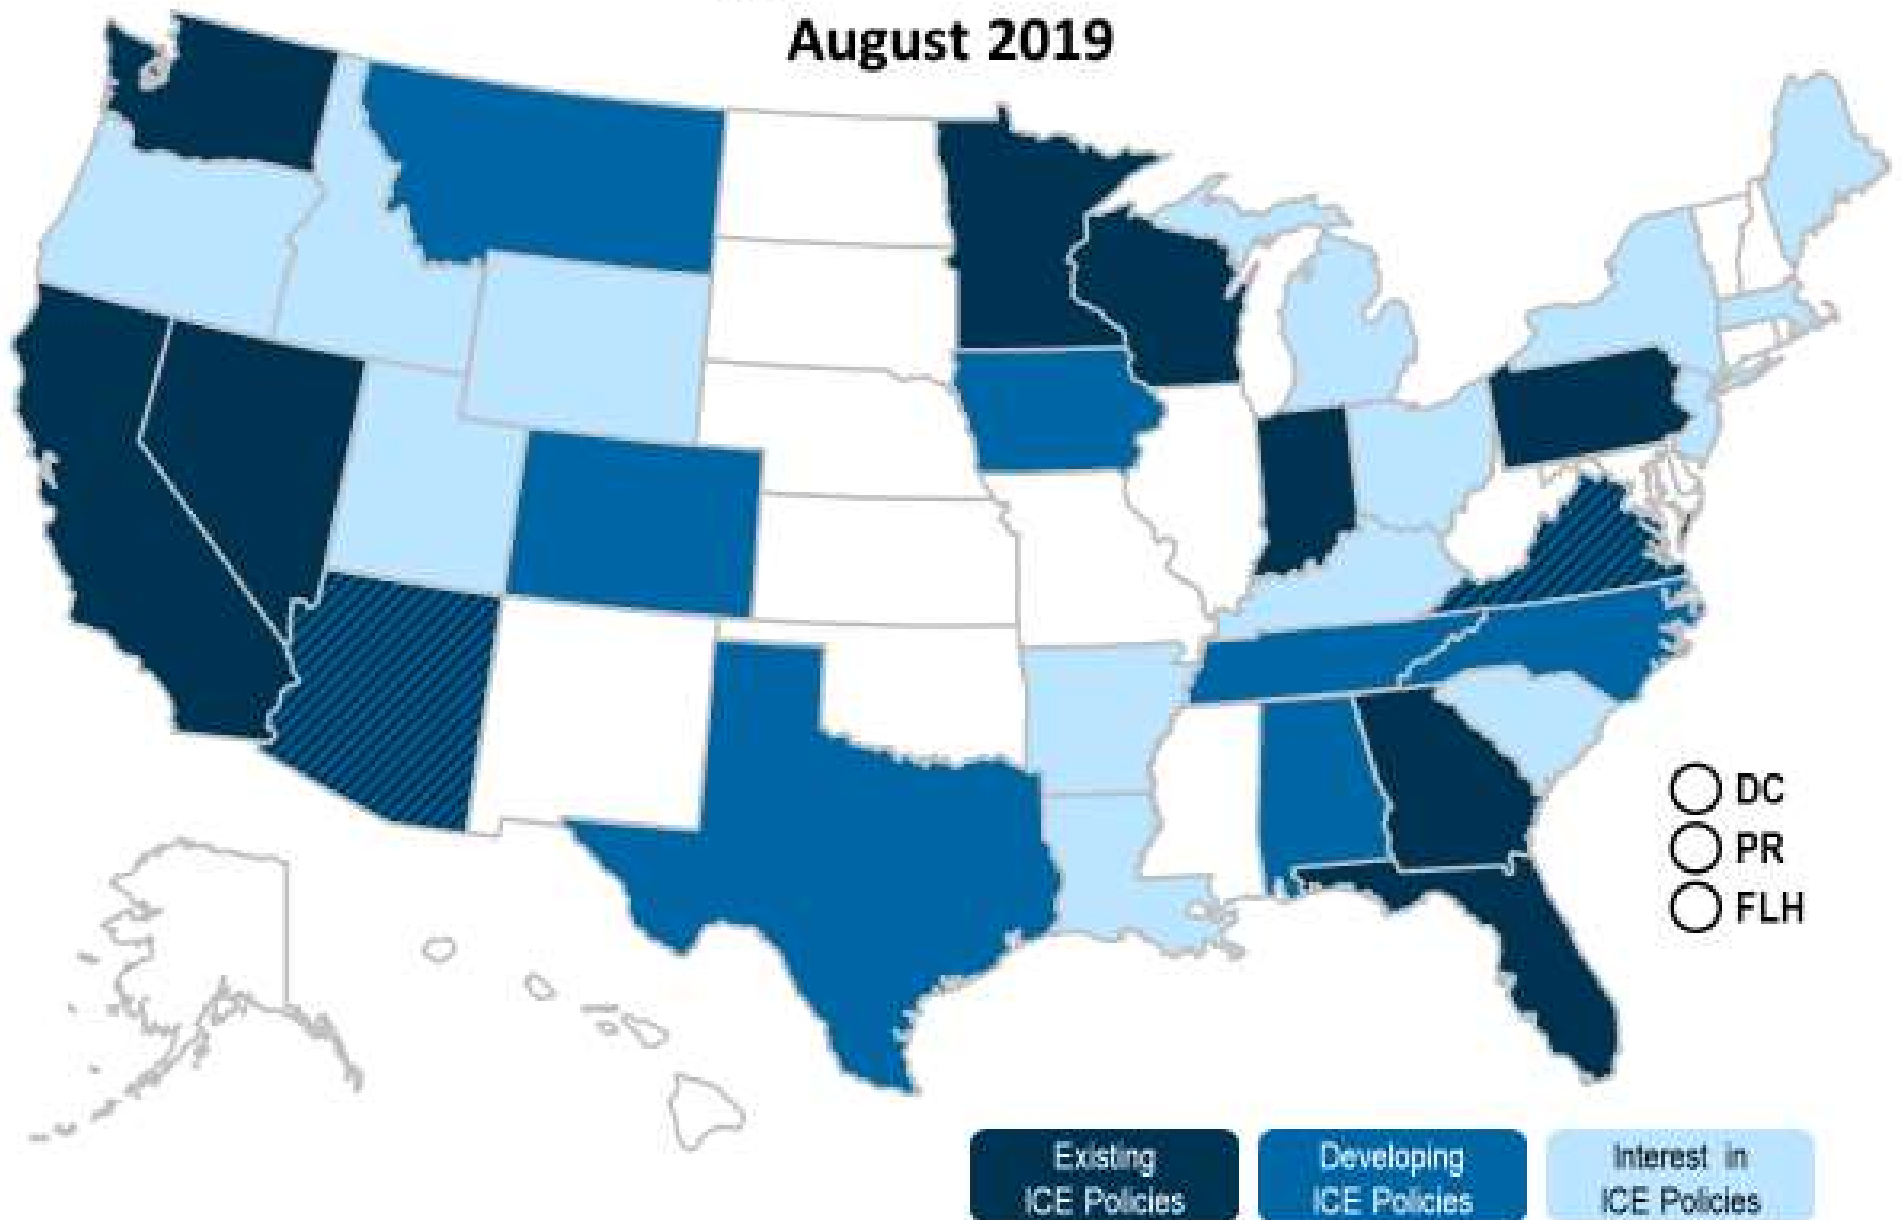 August 2019
DC
PR
FLH
Existing
ICE Policies
Developing
ICE Policies
Interest in
ICE Policies